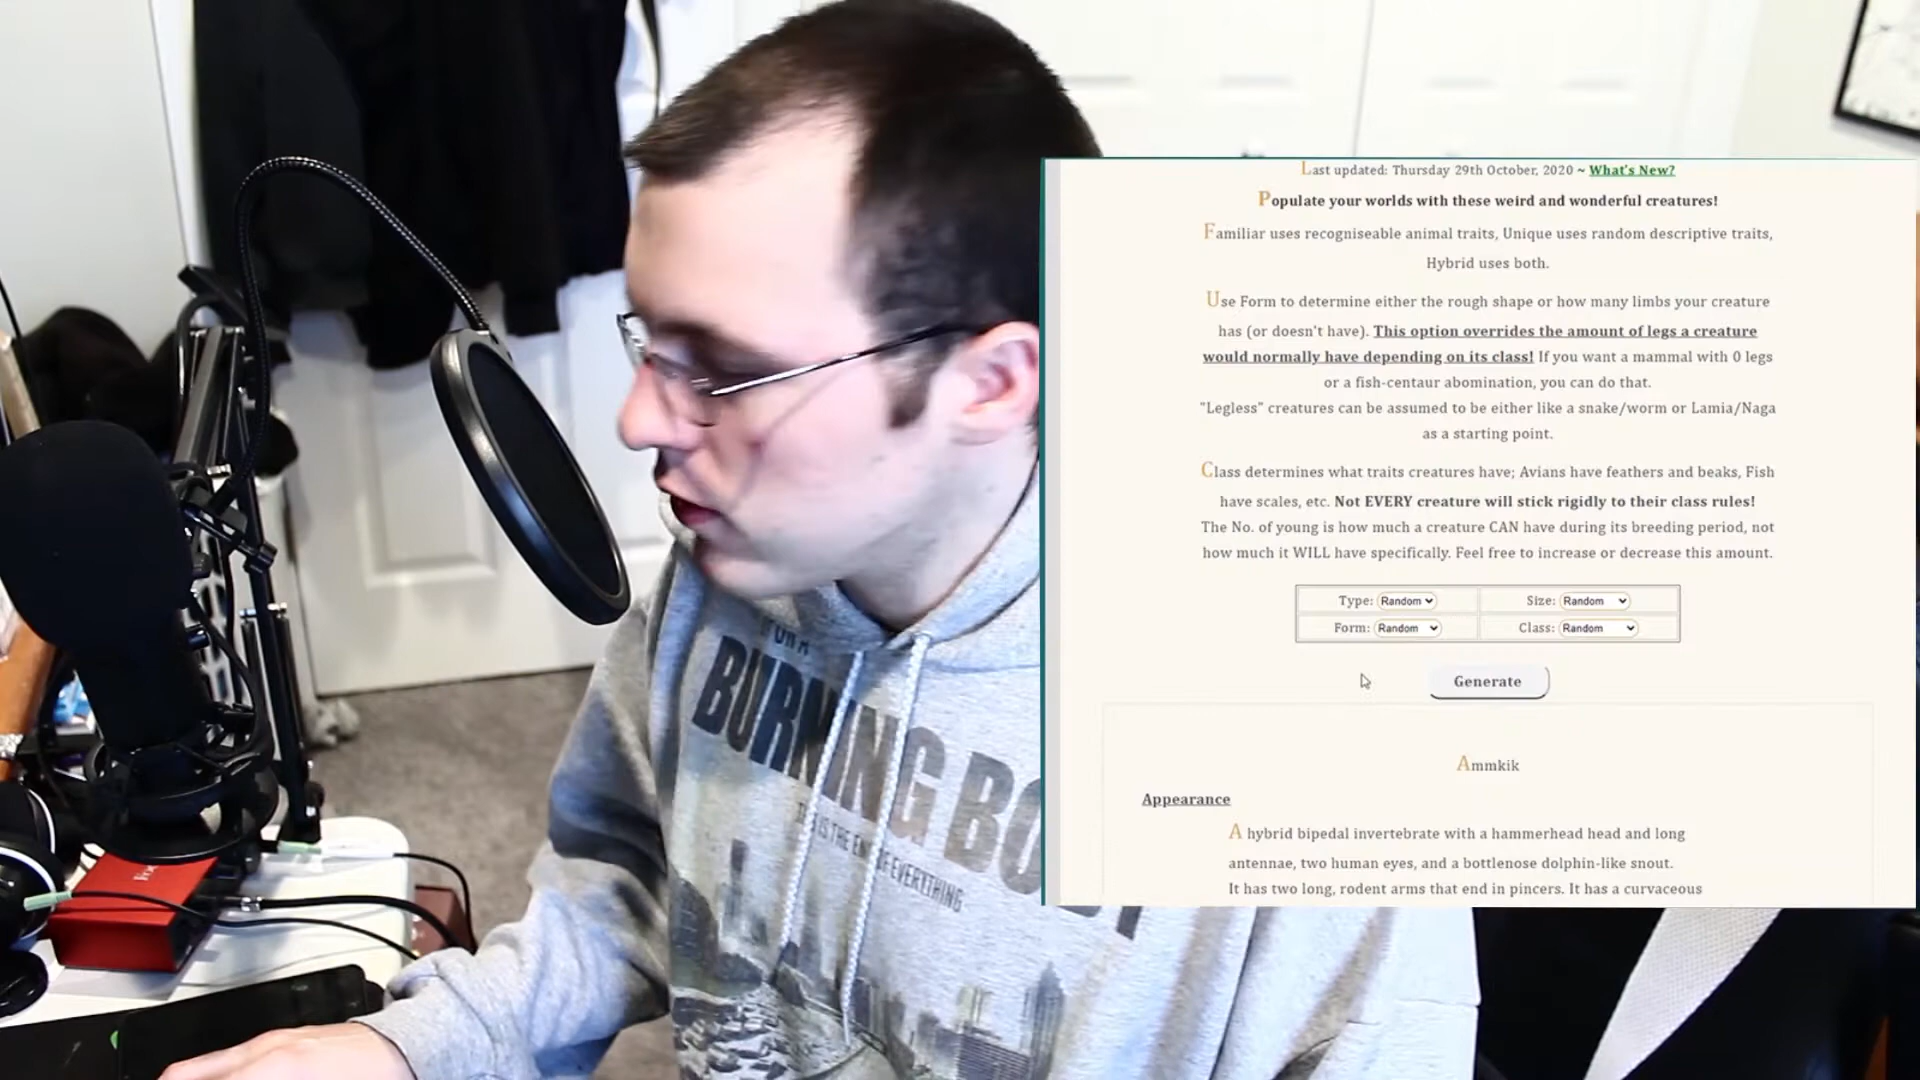 Last updated: Thursday 29th October, 2020 ~ What's New?
Populate your worlds with these weird and wonderful creatures!
Familiar uses recogniseable animal traits, Unique uses random descriptive traits,
Hybrid uses both.
Use Form to determine either the rough shape or how many limbs your creature
has (or doesn't have). This option overrides the amount of legs a creature
would normally have depending on its class! If you want a mammal with 0 legs
or a fish-centaur abomination, you can do that.
"Legless" creatures can be assumed to be either like a snake/worm or Lamia/Naga
as a starting point.
Class determines what traits creatures have; Avians have feathers and beaks, Fish
have scales, etc. Not EVERY creature will stick rigidly to their class rules!
The No. of young is how much a creature CAN have during its breeding period, not
how much it WILL have specifically. Feel free to increase or decrease this amount.
Type: Random Size: Random
Form: Random Class: Random
Generate
Ammkik
Appearance
A hybrid bipedal invertebrate with a hammerhead head and long
antennae, two human eyes, and a bottlenose dolphin-like snout.
It has two long, rodent arms that end in pincers. It has a curvaceous
BURNING BO
IS THE END OF EVERYTHING